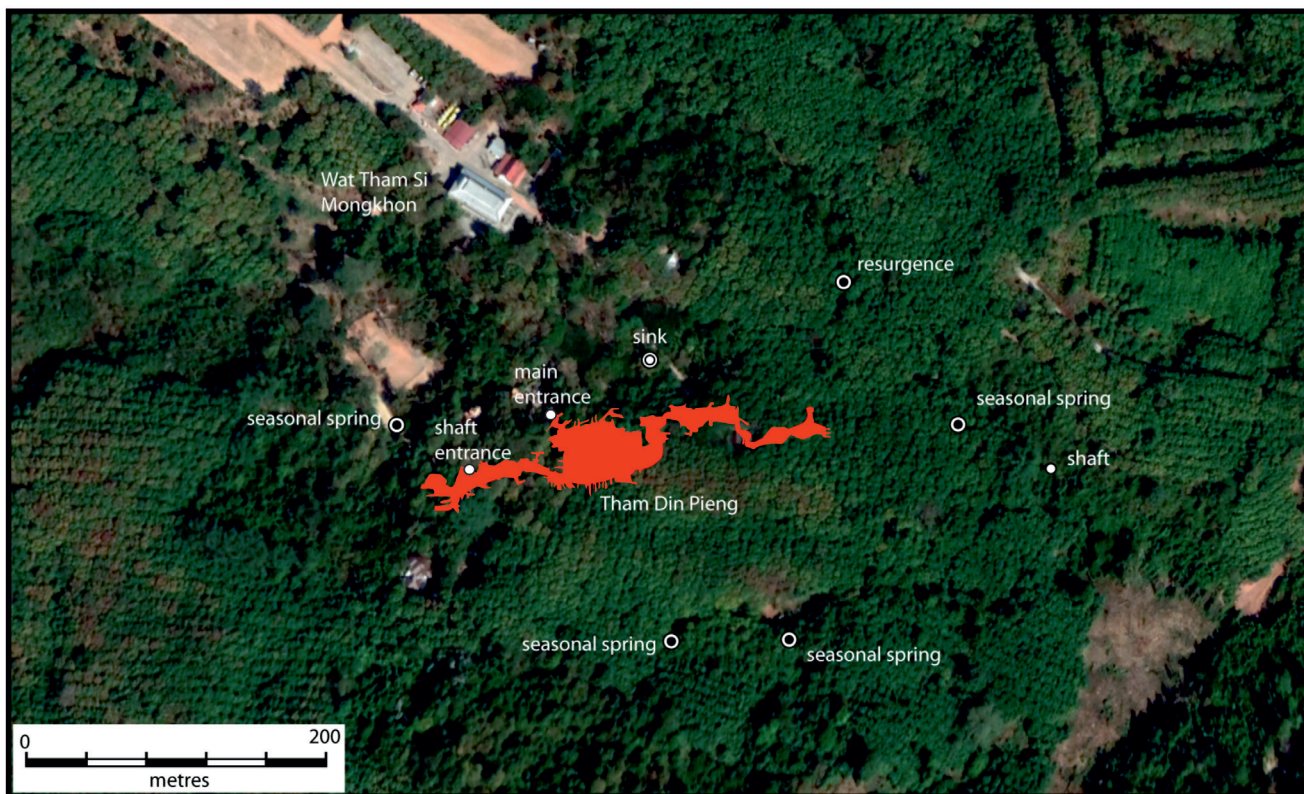 Wat Tham Si
Mongkhon
resurgence
sink
main
entrance
seasonal spring
seasonal spring
shaft
entrance
shaft
Tham Din Pieng
seasonal spring
seasonal spring
0
200
metres